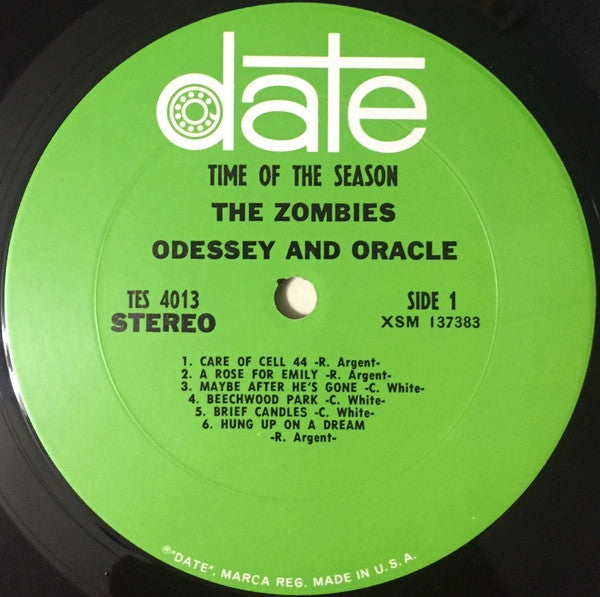 date
TIME OF THE SEASON
THE ZOMBIES
ODESSEY AND ORACLE
TES 4013
STEREO
SIDE 1
XSM 137383
1. CARE OF CELL 44 -R. Argent-
2. A ROSE FOR EMILY -R. Argent-
3. MAYBE AFTER HE'S GONE -C. White-
4. BEECHWOOD PARK -C. White-
5. BRIEF CANDLES -C. White-
6. HUNG UP ON A DREAM
-R. Argent-
®"DATE", MARCA REG. MADE IN U.S.A.